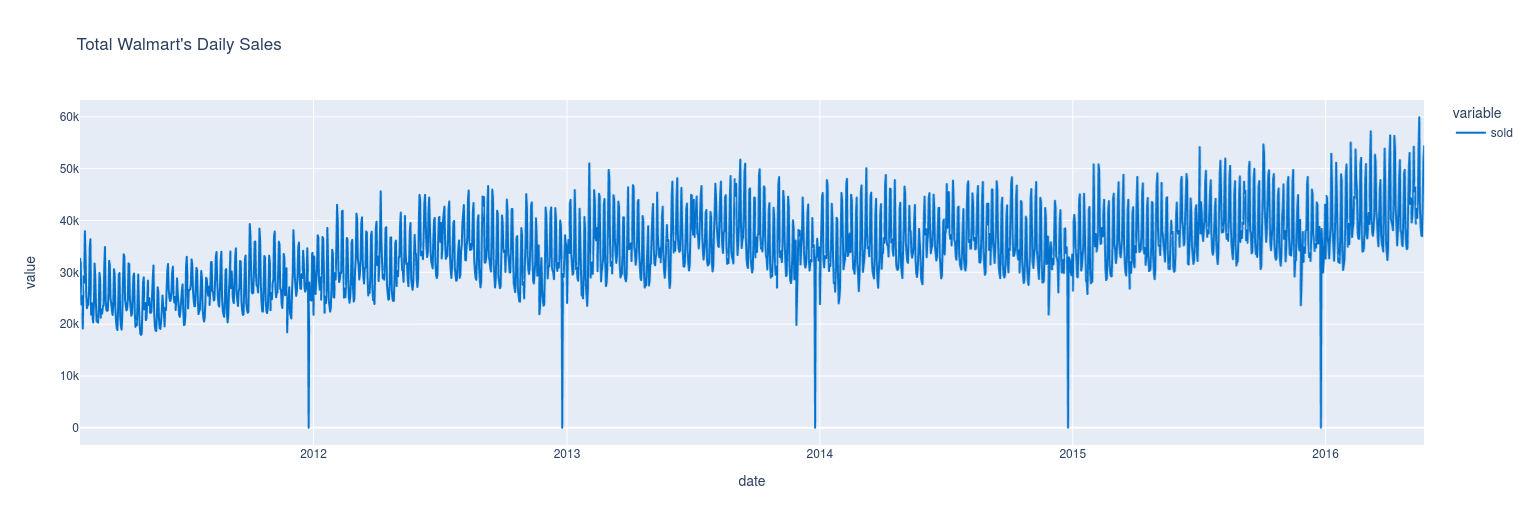 Total Walmart's Daily Sales
variable
sold
value
60k
50k
40k
30k
20k
10k
0
2012 2013 2014 2015 2016
date